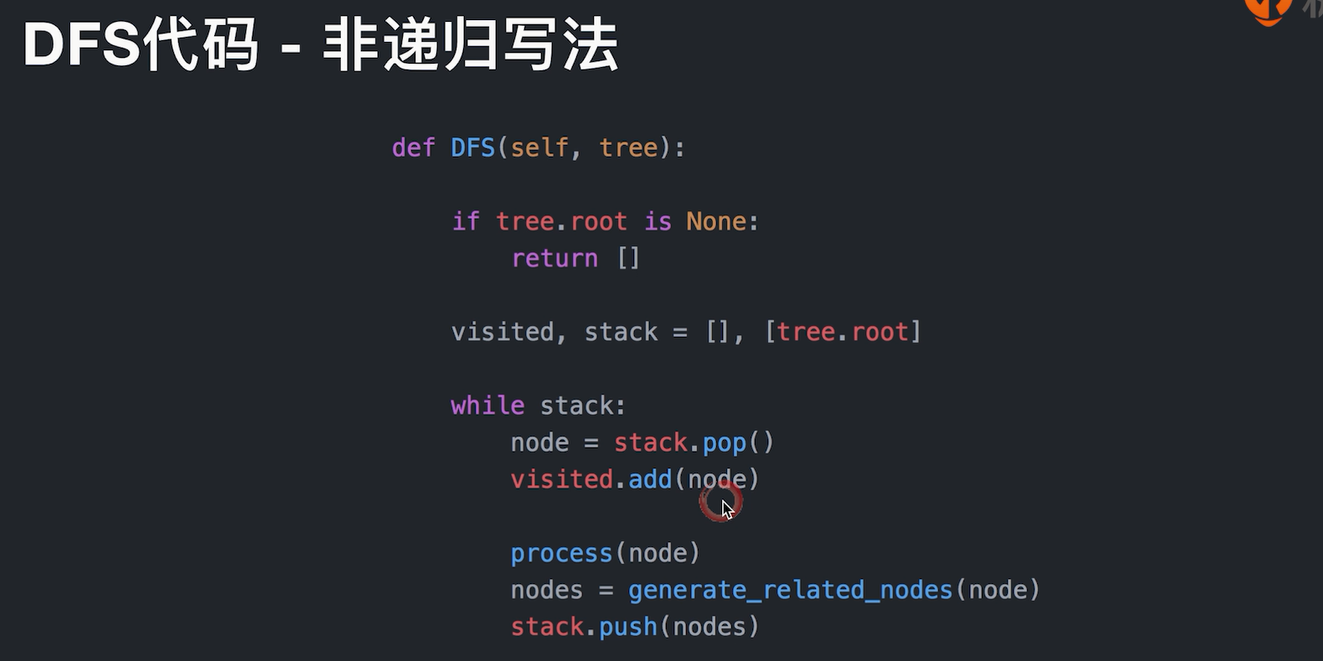 DFS代码 - 非递归写法
def DFS(self, tree):
if tree.root is None:
return []
visited, stack = [], [tree.root]
while stack:
node = stack.pop()
visited.add(node)
process(node)
nodes = generate_related_nodes(node)
stack.push(nodes)